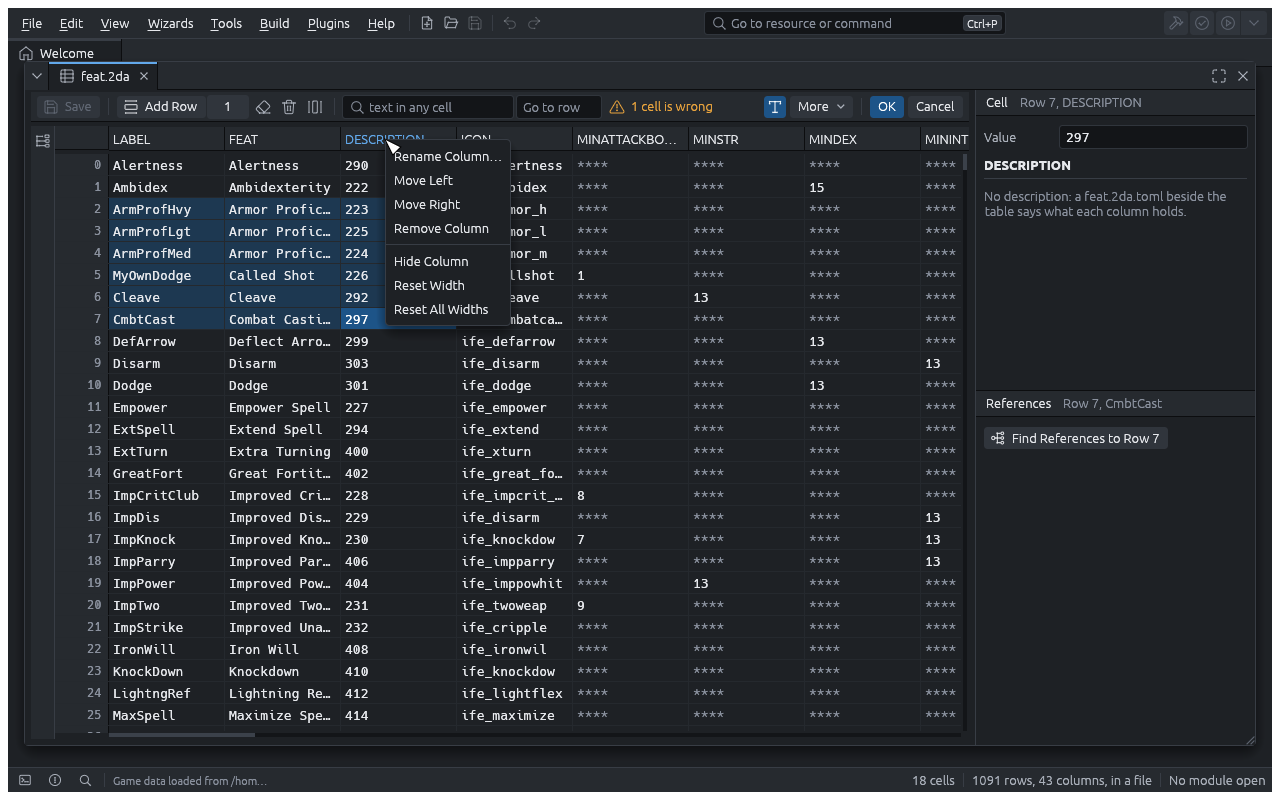 File Edit View Wizards Tools Build Plugins Help Go to resource or command Ctrl+P
Welcome
feat.2da
Save Add Row 1 text in any cell Go to row 1 cell is wrong T More OK Cancel
Cell Row 7, DESCRIPTION
Value 297
DESCRIPTION
No description: a feat.2da.toml beside the
table says what each column holds.
References Row 7, CmbtCast
Find References to Row 7
LABEL FEAT DESCRIPTION ICON MINATTACKBO… MINSTR MINDEX MININT
0 Alertness Alertness 290 ertness **** **** **** ****
1 Ambidex Ambidexterity 222 bidex **** **** 15 ****
2 ArmProfHvy Armor Profic… 223 mor_h **** **** **** ****
3 ArmProfLgt Armor Profic… 225 mor_l **** **** **** ****
4 ArmProfMed Armor Profic… 224 mor_m **** **** **** ****
5 MyOwnDodge Called Shot 226 llshot 1 **** **** ****
6 Cleave Cleave 292 eave **** 13 **** ****
7 CmbtCast Combat Casti… 297 mbatca… **** **** **** ****
8 DefArrow Deflect Arro… 299 ife_defarrow **** **** 13 ****
9 Disarm Disarm 303 ife_disarm **** **** **** 13
10 Dodge Dodge 301 ife_dodge **** **** 13 ****
11 Empower Empower Spell 227 ife_empower **** **** **** ****
12 ExtSpell Extend Spell 294 ife_extend **** **** **** ****
13 ExtTurn Extra Turning 400 ife_xturn **** **** **** ****
14 GreatFort Great Fortit… 402 ife_great_fo… **** **** **** ****
15 ImpCritClub Improved Cri… 228 ife_impcrit_… 8 **** **** ****
16 ImpDis Improved Dis… 229 ife_disarm **** **** **** 13
17 ImpKnock Improved Kno… 230 ife_knockdow 7 **** **** 13
18 ImpParry Improved Par… 406 ife_impparry **** **** **** 13
19 ImpPower Improved Pow… 404 ife_imppowhit **** 13 **** ****
20 ImpTwo Improved Two… 231 ife_twoweap 9 **** **** ****
21 ImpStrike Improved Una… 232 ife_cripple **** **** **** ****
22 IronWill Iron Will 408 ife_ironwil **** **** **** ****
23 KnockDown Knockdown 410 ife_knockdow **** **** **** ****
24 LightngRef Lightning Re… 412 ife_lightflex **** **** **** ****
25 MaxSpell Maximize Spe… 414 ife_maximize **** **** **** ****
Rename Column…
Move Left
Move Right
Remove Column
Hide Column
Reset Width
Reset All Widths
Game data loaded from /hom… 18 cells 1091 rows, 43 columns, in a file No module open